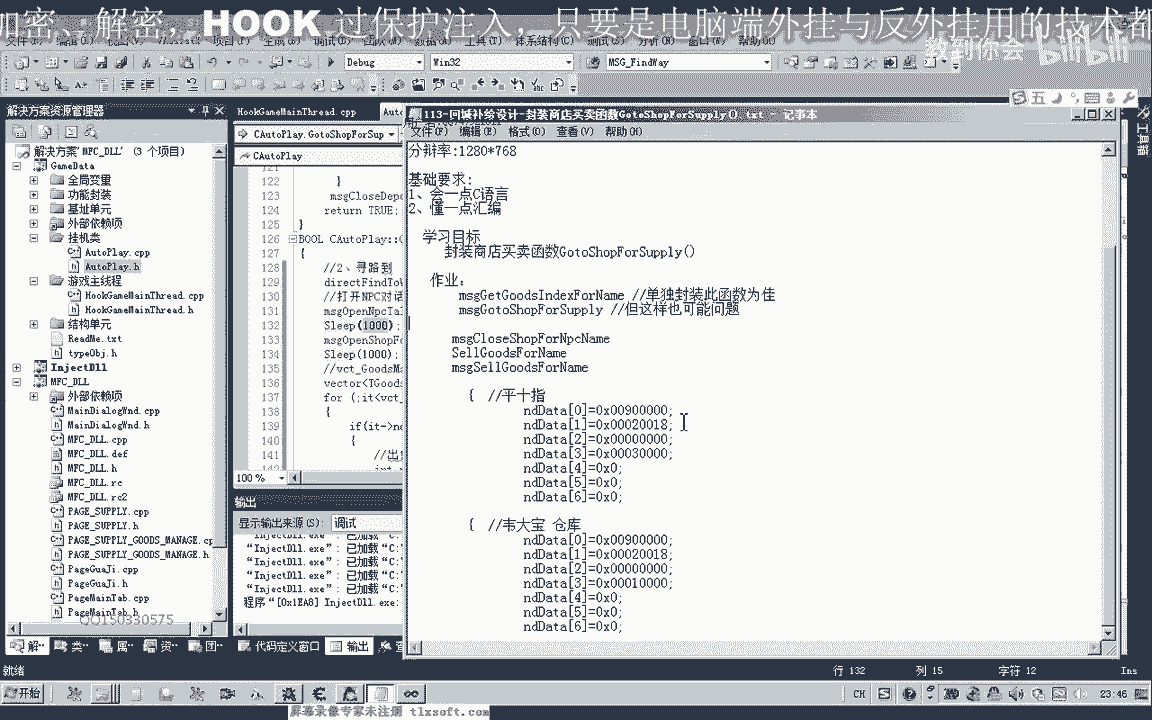 加密、解密, HOOK 过保护注入, 只要是电脑端外挂与反外挂用的技术都
教到你会 bilibili
Debug
Win32
MSG_FindWay
解决方案资源管理器
解决方案'MFC_DLL' (3 个项目)
GameData
全局变量
功能封装
基址单元
外部依赖项
挂机类
AutoPlay.cpp
AutoPlay.h
游戏主线程
HookGameMainThread.cpp
HookGameMainThread.h
结构单元
ReadMe.txt
typeObj.h
InjectDll
MFC_DLL
外部依赖项
MainDialogWnd.cpp
MainDialogWnd.h
MFC_DLL.cpp
MFC_DLL.def
MFC_DLL.h
MFC_DLL.rc
MFC_DLL.rc2
PAGE_SUPPLY.cpp
PAGE_SUPPLY.h
PAGE_SUPPLY_GOODS_MANAGE.cp
PAGE_SUPPLY_GOODS_MANAGE.h
PageGuaJi.cpp
PageGuaJi.h
PageMainTab.cpp
PageMainTab.h
QQ150330575
HookGameMainThread.cpp
CAutoPlay.GotoShopForSup
CAutoPlay
121
122 }
123 msgCloseDepo
124 return TRUE;
125 }
126 BOOL CAutoPlay::G
127 {
128 //2、寻路到
129 directFindToW
130 //打开NPC对话
131 msgOpenNpcTal
132 Sleep(1000);
133 msgOpenShopFo
134 Sleep(1000);
135 //vct_GoodsMa
136 vector<TGoods
137 for (;it<vct_
138 {
139 if(it->nd
140 {
141 //出售
100 %
输出
显示输出来源(S): 调试
“InjectDll.exe”: 已加载“C:\
“InjectDll.exe”: 已加载“C:\
“InjectDll.exe”: 已加载“C:\
“InjectDll.exe”: 已加载“C:\
程序“[0x1EA8] InjectDll.exe:
代码定义窗口 输出
113-回城补给设计-封装商店买卖函数GotoShopForSupply().txt - 记事本
文件(F) 编辑(E) 格式(O) 查看(V) 帮助(H)
分辩率:1280*768
基础要求:
1、会一点C语言
2、懂一点汇编
学习目标
封装商店买卖函数GotoShopForSupply()
作业:
msgGetGoodsIndexForName //单独封装此函数为佳
msgGotoShopForSupply //但这样也可能问题
msgCloseShopForNpcName
SellGoodsForName
msgSellGoodsForName
{ //平十指
ndData[0]=0x00900000;
ndData[1]=0x00020018;
ndData[2]=0x00000000;
ndData[3]=0x00030000;
ndData[4]=0x0;
ndData[5]=0x0;
ndData[6]=0x0;
{ //韦大宝 仓库
ndData[0]=0x00900000;
ndData[1]=0x00020018;
ndData[2]=0x00000000;
ndData[3]=0x00010000;
ndData[4]=0x0;
ndData[5]=0x0;
ndData[6]=0x0;
工具箱
就绪
行 132 列 15 字符 12 Ins
开始
CH
23:46
屏幕录像专家未注册 tlxsoft.com